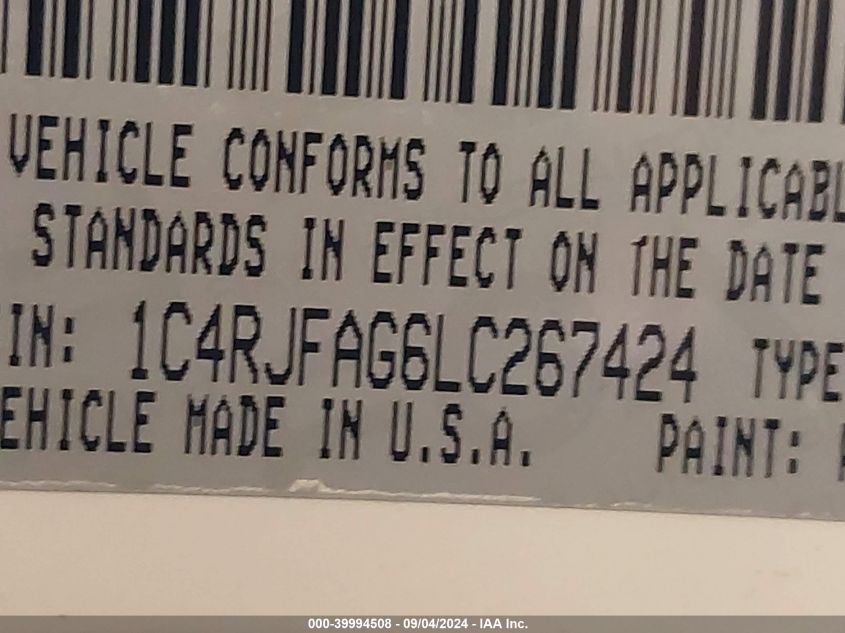 VEHICLE CONFORMS TO ALL APPLICABL
STANDARDS IN EFFECT ON THE DATE
IN: 1C4RJFAG6LC267424 TYPE
EHICLE MADE IN U.S.A. PAINT:
000-39994508 - 09/04/2024 - IAA Inc.